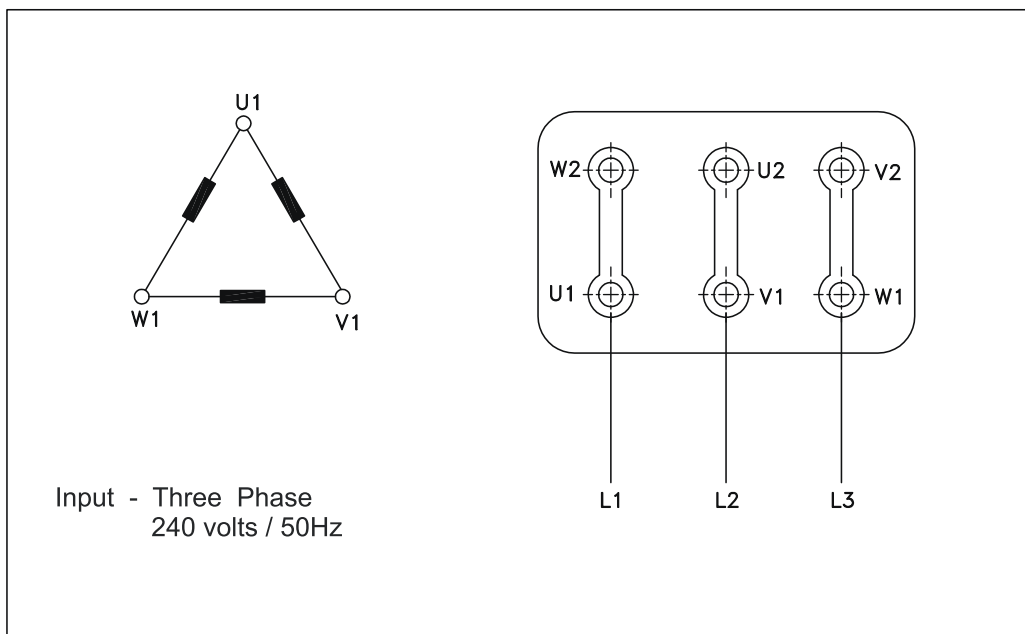 U1
W1
V1
W2
U2
V2
U1
V1
W1
L1
L2
L3
Input - Three Phase
240 volts / 50Hz